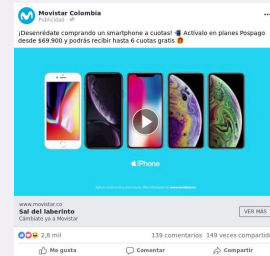 Movistar Colombia
Publicidad ·
¡Desenrédate comprando un smartphone a cuotas! Actívalo en planes Pospago
desde $69.900 y podrás recibir hasta 6 cuotas gratis
iPhone
www.movistar.co
Sal del laberinto
Cámbiate ya a Movistar
VER MÁS
2,8 mil
139 comentarios 149 veces compartido
Me gusta
Comentar
Compartir